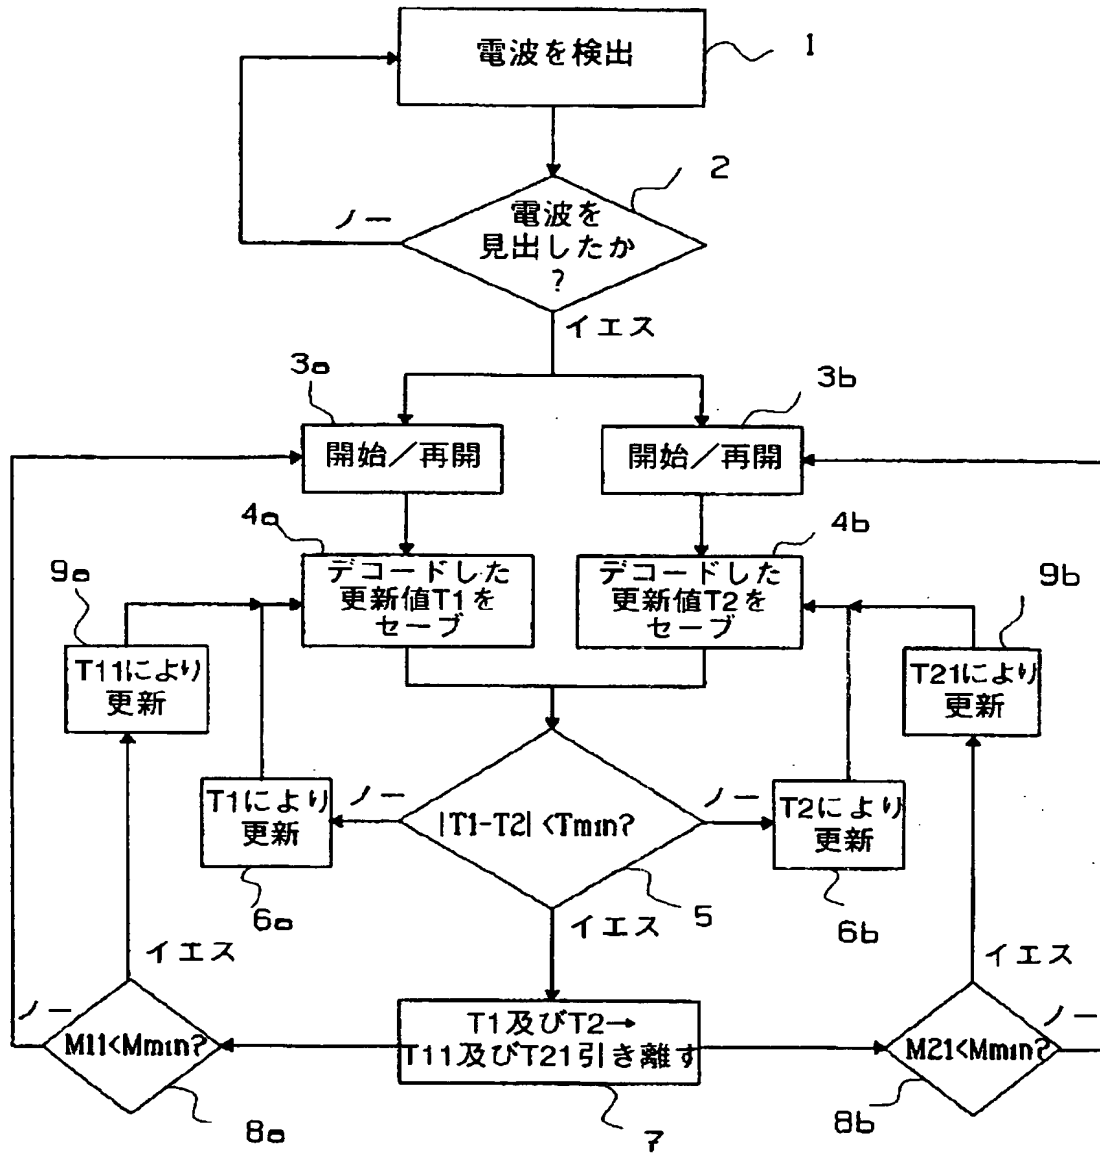 電波を検出
1
2
電波を
見出したか
?
ノー
イエス
3a
3b
開始/再開
開始/再開
4a
4b
デコードした
更新値T1を
セーブ
デコードした
更新値T2を
セーブ
9a
9b
T11により
更新
T21により
更新
T1により
更新
ノー
|T1-T2|<Tmin?
ノー
T2により
更新
6a
5
6b
イエス
イエス
イエス
ノー
M11<Mmin?
T1及びT2→
T11及びT21引き離す
M21<Mmin?
ノー
8a
7
8b